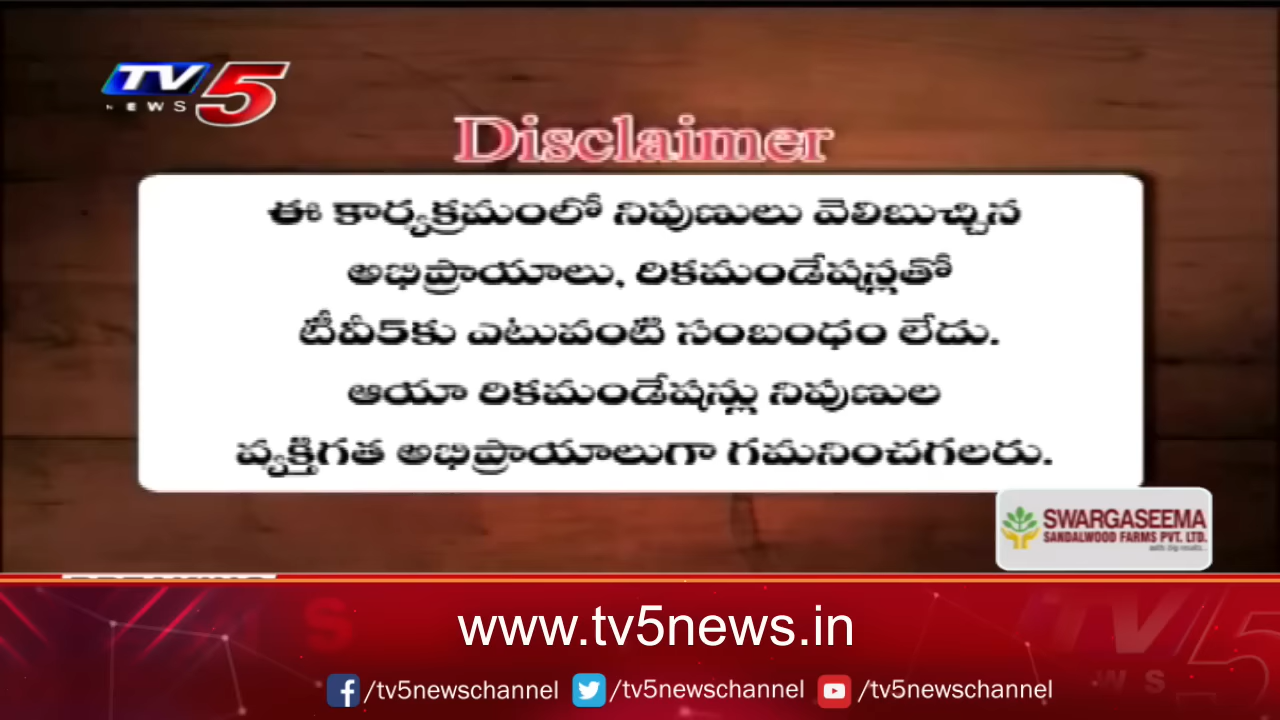 TV5
NEWS
Disclaimer
ఈ కార్యక్రమంలో నిపుణులు వెలిబుచ్చిన
అభిప్రాయాలు, రికమండేషన్లతో
టీవీ5కు ఎటువంటి సంబంధం లేదు.
ఆయా రికమండేషన్లు నిపుణుల
వ్యక్తిగత అభిప్రాయాలుగా గమనించగలరు.
SWARGASEEMA
SANDALWOOD FARMS PVT. LTD.
www.tv5news.in
/tv5newschannel /tv5newschannel /tv5newschannel